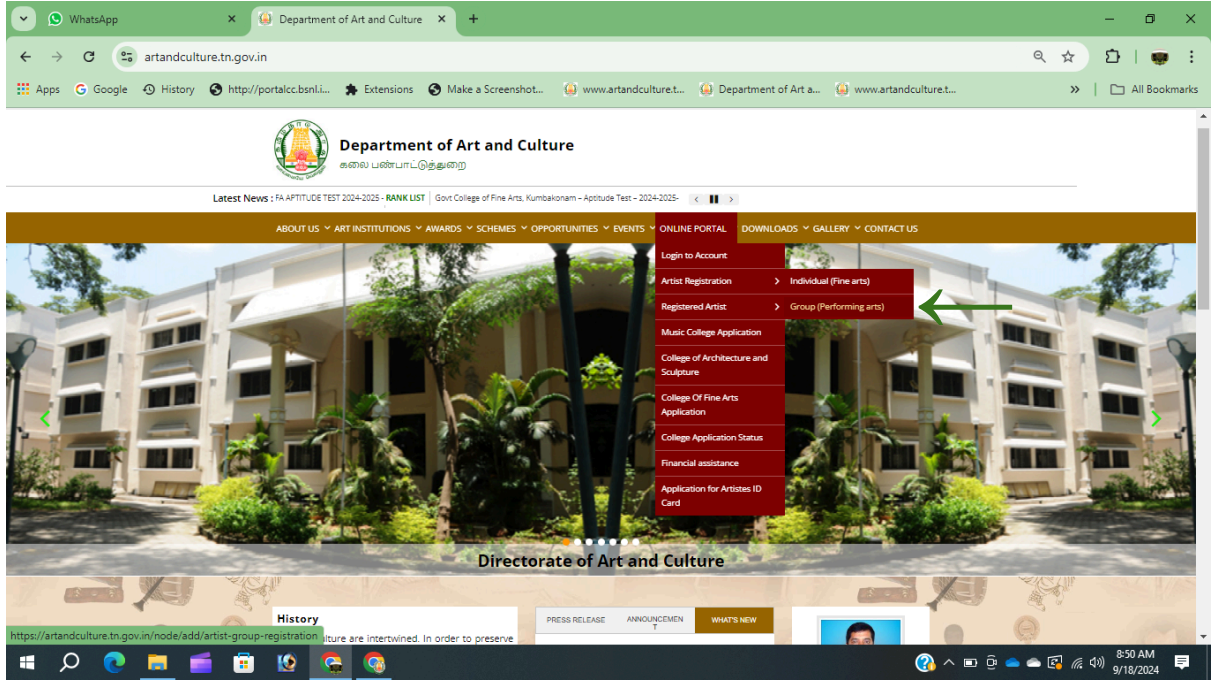 WhatsApp
Department of Art and Culture
artandculture.tn.gov.in
Apps Google History http://portalcc.bsnl.i... Extensions Make a Screenshot... www.artandculture.t... Department of Art a... www.artandculture.t... » All Bookmarks
Department of Art and Culture
கலை பண்பாட்டுத்துறை
Latest News : FA APTITUDE TEST 2024-2025 - RANK LIST Govt College of Fine Arts, Kumbakonam – Aptitude Test – 2024-2025-
ABOUT US ART INSTITUTIONS AWARDS SCHEMES OPPORTUNITIES EVENTS ONLINE PORTAL DOWNLOADS GALLERY CONTACT US
Login to Account
Artist Registration
Individual (Fine arts)
Registered Artist
Group (Performing arts)
Music College Application
College of Architecture and
Sculpture
College Of Fine Arts
Application
College Application Status
Financial assistance
Application for Artistes ID
Card
Directorate of Art and Culture
History
PRESS RELEASE
ANNOUNCEMEN
T
WHAT'S NEW
https://artandculture.tn.gov.in/node/add/artist-group-registration
lture are intertwined. In order to preserve
8:50 AM
9/18/2024